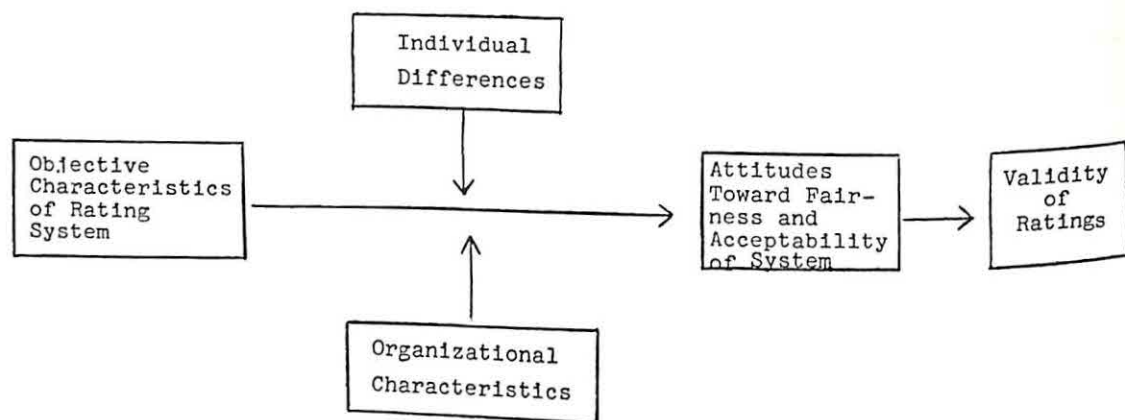 Individual
Differences
Objective
Characteristics
of Rating
System
Attitudes
Toward Fair-
ness and
Acceptability
of System
Validity
of
Ratings
Organizational
Characteristics